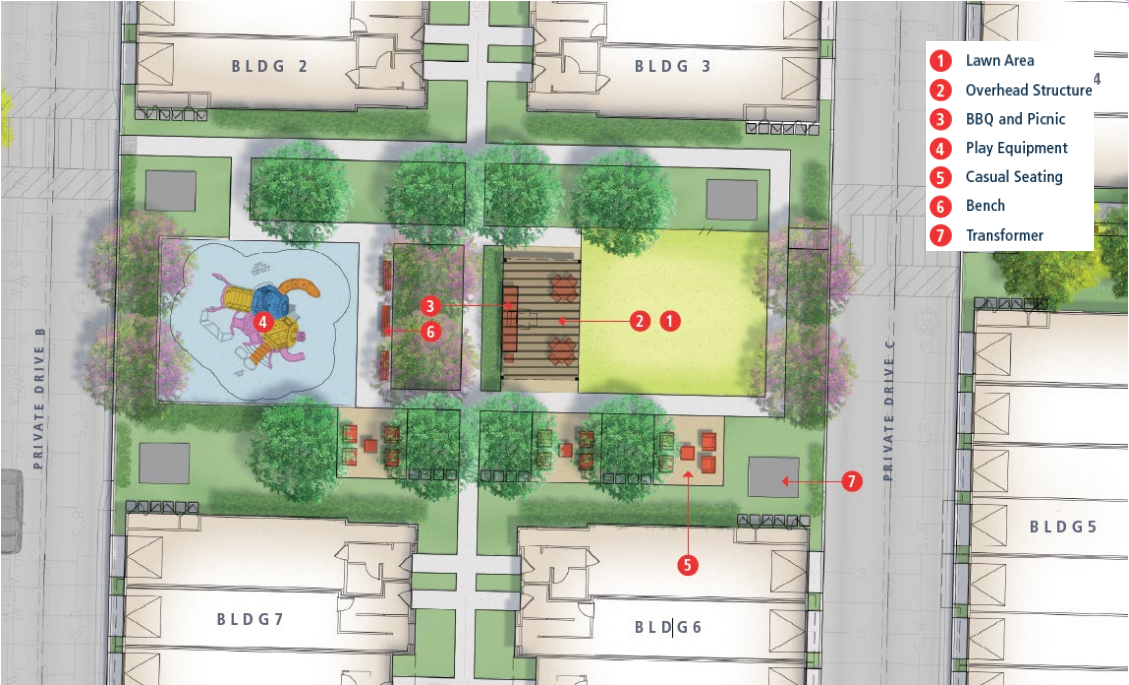 BLDG 2
BLDG 3
4
1 Lawn Area
2 Overhead Structure
3 BBQ and Picnic
4 Play Equipment
5 Casual Seating
6 Bench
7 Transformer
3
6
2 1
4
PRIVATE DRIVE B
PRIVATE DRIVE C
7
5
BLDG5
BLDG7
BLDG6